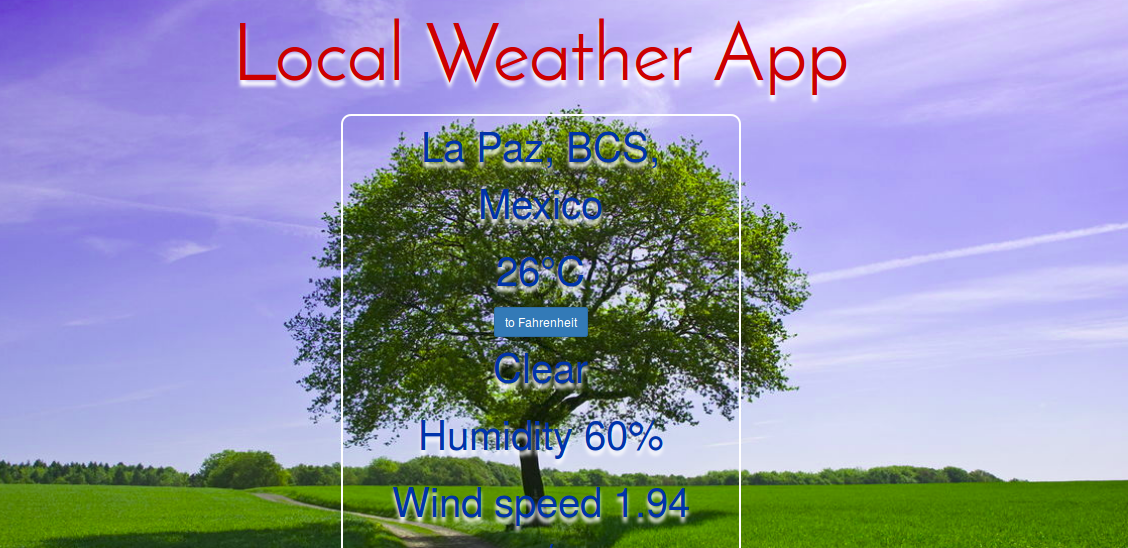 Local Weather App
La Paz, BCS,
Mexico
26°C
to Fahrenheit
Clear
Humidity 60%
Wind speed 1.94